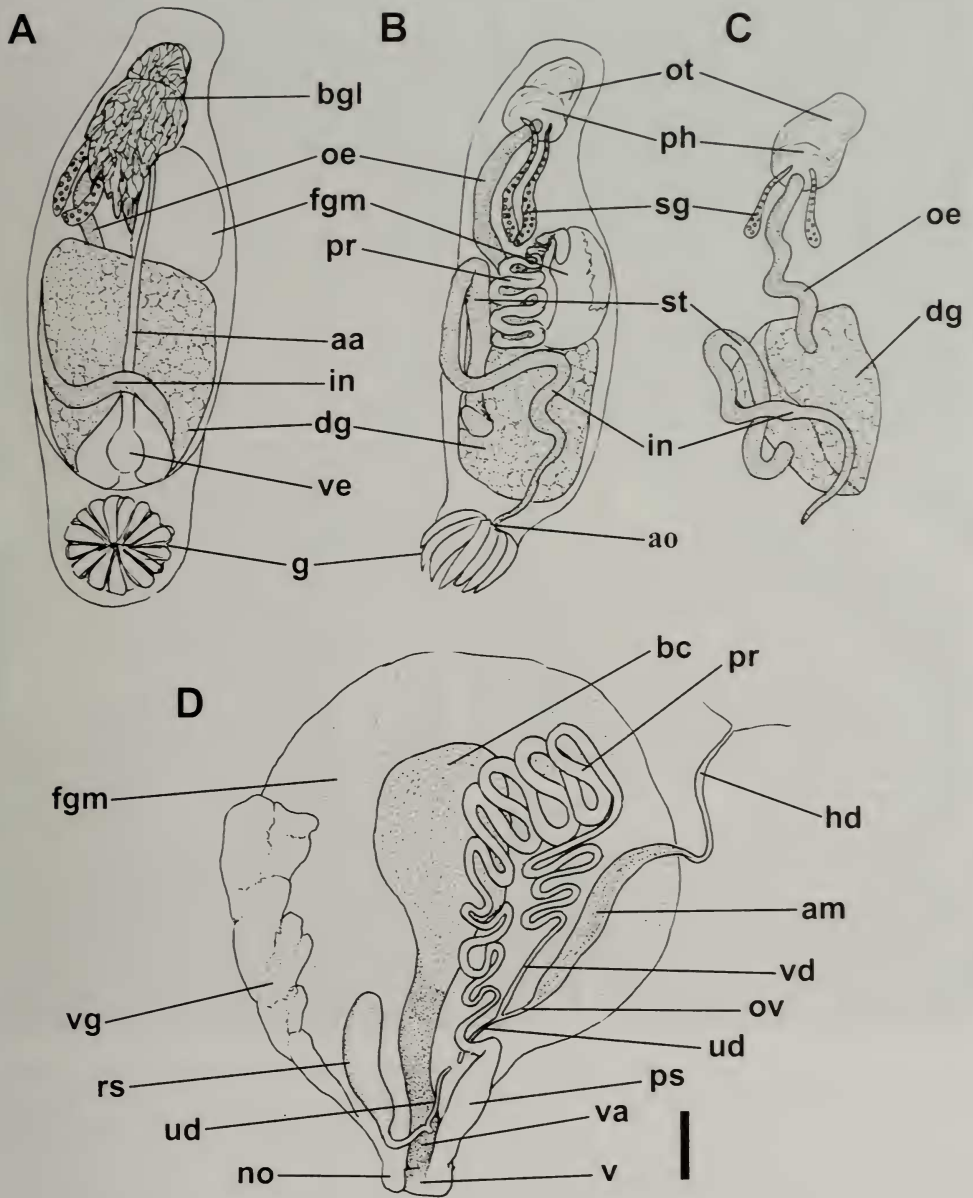 A
B
C
bgl
oe
fgm
pr
aa
in
dg
ve
g
ot
ph
sg
st
in
ao
oe
dg
D
bc
pr
fgm
hd
am
vd
vg
ov
ud
rs
ps
ud
va
no
v